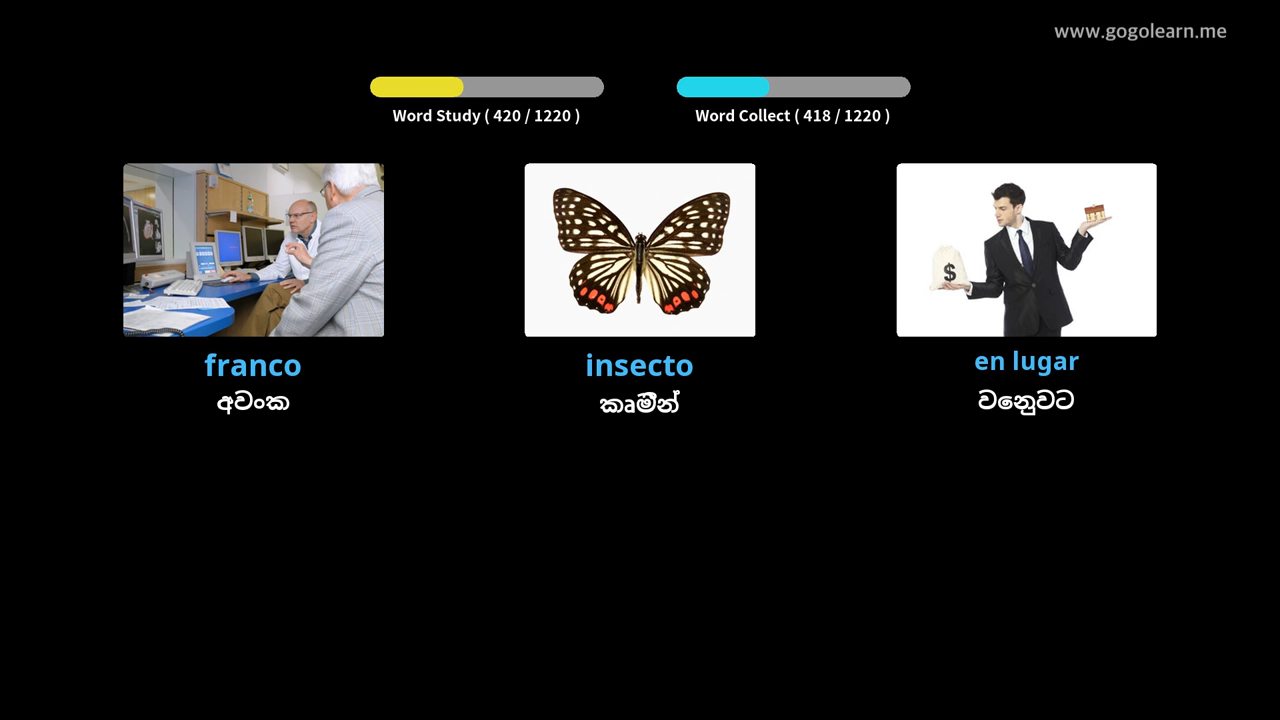 www.gogolearn.me
Word Study ( 420 / 1220 )
Word Collect ( 418 / 1220 )
franco
insecto
en lugar
අවංක
කෘමීන්
වෙනුවට